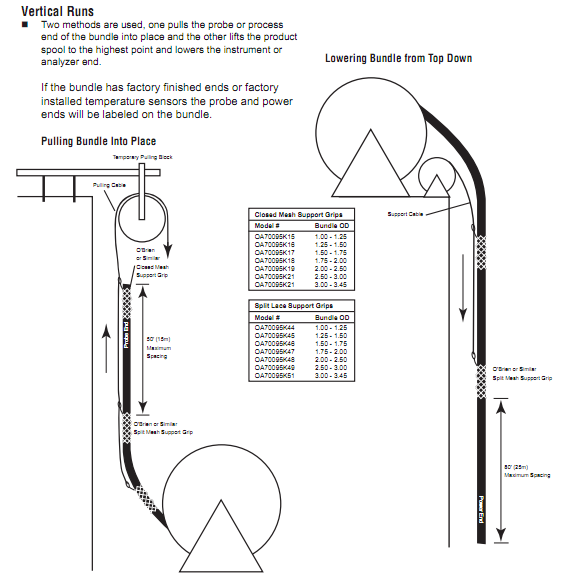 Vertical Runs
Two methods are used, one pulls the probe or process
end of the bundle into place and the other lifts the product
spool to the highest point and lowers the instrument or
analyzer end.
If the bundle has factory finished ends or factory
installed temperature sensors the probe and power
ends will be labeled on the bundle.
Pulling Bundle Into Place
Temporary Pulling Block
Pulling Cable
O'Brien
or Similar
Closed Mesh
Support Grip
Probe End
50' (15m)
Maximum
Spacing
O'Brien or Similar
Split Mesh Support Grip
Closed Mesh Support Grips
Model # Bundle OD
OA70095K15 1.00 - 1.25
OA70095K16 1.25 - 1.50
OA70095K17 1.50 - 1.75
OA70095K18 1.75 - 2.00
OA70095K19 2.00 - 2.50
OA70095K21 2.50 - 3.00
OA70095K21 3.00 - 3.45
Split Lace Support Grips
Model # Bundle OD
OA70095K44 1.00 - 1.25
OA70095K45 1.25 - 1.50
OA70095K46 1.50 - 1.75
OA70095K47 1.75 - 2.00
OA70095K48 2.00 - 2.50
OA70095K49 2.50 - 3.00
OA70095K51 3.00 - 3.45
Lowering Bundle from Top Down
Support Cable
O'Brien or Similar
Split Mesh Support Grip
80' (25m)
Maximum Spacing
Power End